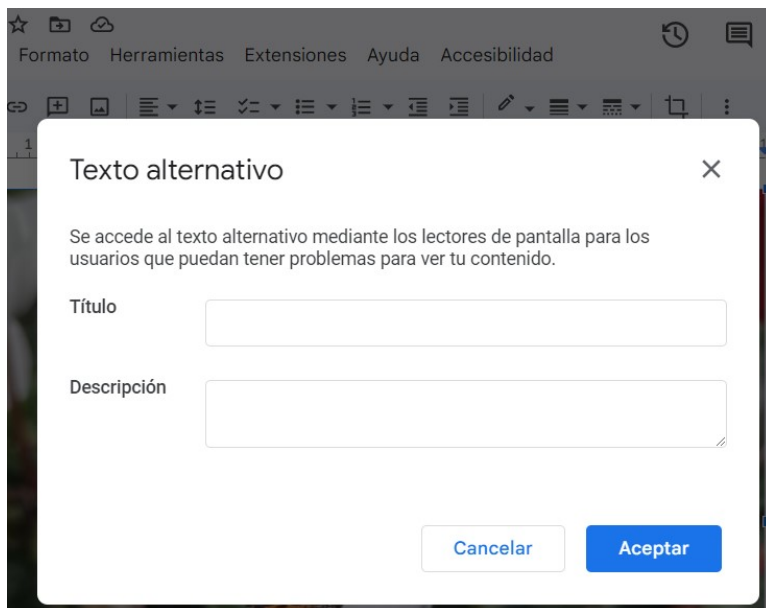 Formato Herramientas Extensiones Ayuda Accesibilidad
1
Texto alternativo
Se accede al texto alternativo mediante los lectores de pantalla para los
usuarios que puedan tener problemas para ver tu contenido.
Título
Descripción
Cancelar Aceptar